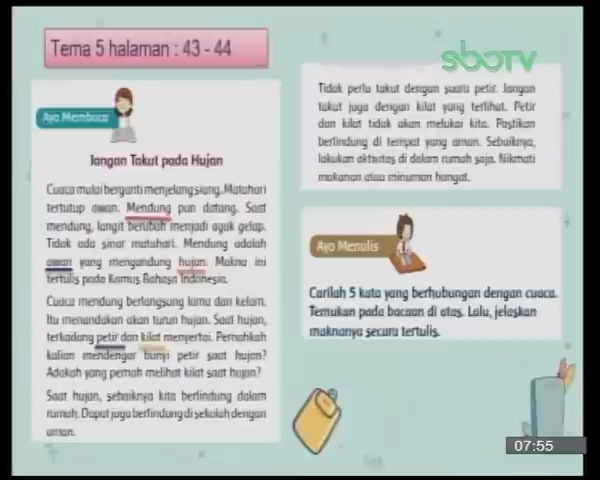 Tema 5 halaman : 43 - 44
sboTV
Ayo Membaca
Jangan Takut pada Hujan
Cuaca mulai berganti menjelang siang. Matahari
tertutup awan. Mendung pun datang. Saat
mendung, langit berubah menjadi agak gelap.
Tidak ada sinar matahari. Mendung adalah
awan yang mengandung hujan. Makna ini
tertulis pada Kamus Bahasa Indonesia.
Cuaca mendung berlangsung lama dan kelam.
Itu menandakan akan turun hujan. Saat hujan,
terkadang petir dan kilat menyertai. Pernahkah
kalian mendengar bunyi petir saat hujan?
Adakah yang pernah melihat kilat saat hujan?
Saat hujan, sebaiknya kita berlindung dalam
rumah. Dapat juga berlindung di sekolah dengan
aman.
Tidak perlu takut dengan suara petir. Jangan
takut juga dengan kilat yang terlihat. Petir
dan kilat tidak akan melukai kita. Pastikan
berlindung di tempat yang aman. Sebaiknya,
lakukan aktivitas di dalam rumah saja. Nikmati
makanan atau minuman hangat.
Ayo Menulis
Carilah 5 kata yang berhubungan dengan cuaca.
Temukan pada bacaan di atas. Lalu, jelaskan
maknanya secara tertulis.
07:55